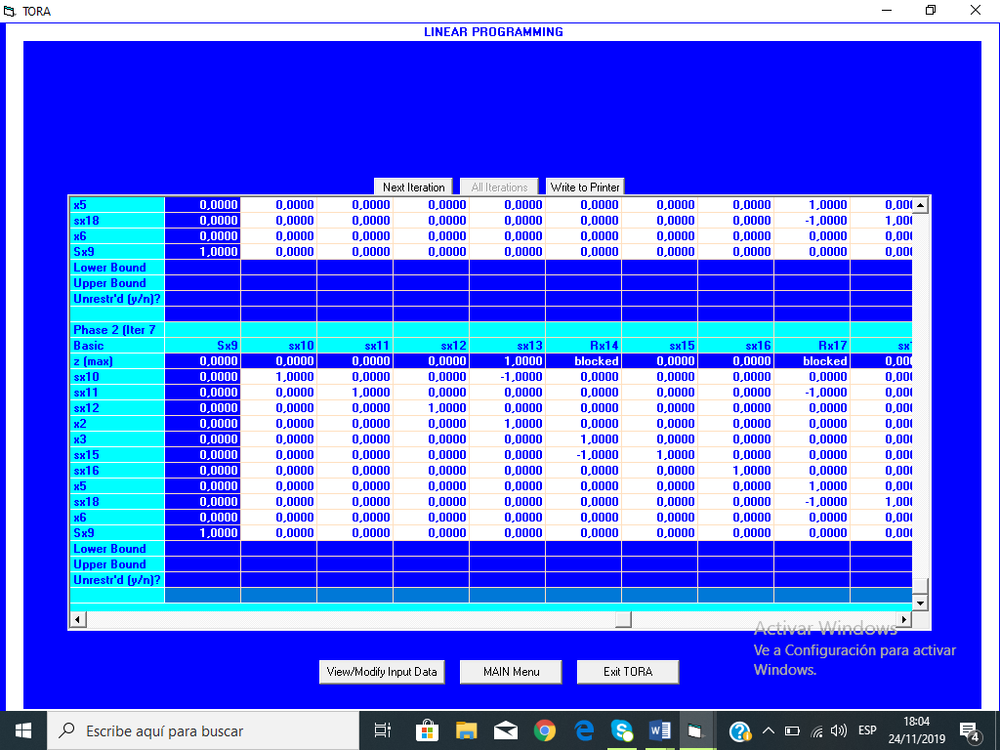 TORA
LINEAR PROGRAMMING
Next Iteration All Iterations Write to Printer
x5 0,0000 0,0000 0,0000 0,0000 0,0000 0,0000 0,0000 0,0000 1,0000 0,00
sx18 0,0000 0,0000 0,0000 0,0000 0,0000 0,0000 0,0000 0,0000 -1,0000 1,00
x6 0,0000 0,0000 0,0000 0,0000 0,0000 0,0000 0,0000 0,0000 0,0000 0,00
Sx9 1,0000 0,0000 0,0000 0,0000 0,0000 0,0000 0,0000 0,0000 0,0000 0,00
Lower Bound
Upper Bound
Unrestr'd (y/n)?
Phase 2 (Iter 7
Basic Sx9 sx10 sx11 sx12 sx13 Rx14 sx15 sx16 Rx17 sx
z (max) 0,0000 0,0000 0,0000 0,0000 1,0000 blocked 0,0000 0,0000 blocked 0,00
sx10 0,0000 1,0000 0,0000 0,0000 -1,0000 0,0000 0,0000 0,0000 0,0000 0,00
sx11 0,0000 0,0000 1,0000 0,0000 0,0000 0,0000 0,0000 0,0000 -1,0000 0,00
sx12 0,0000 0,0000 0,0000 1,0000 0,0000 0,0000 0,0000 0,0000 0,0000 0,00
x2 0,0000 0,0000 0,0000 0,0000 1,0000 0,0000 0,0000 0,0000 0,0000 0,00
x3 0,0000 0,0000 0,0000 0,0000 0,0000 1,0000 0,0000 0,0000 0,0000 0,00
sx15 0,0000 0,0000 0,0000 0,0000 0,0000 -1,0000 1,0000 0,0000 0,0000 0,00
sx16 0,0000 0,0000 0,0000 0,0000 0,0000 0,0000 0,0000 1,0000 0,0000 0,00
x5 0,0000 0,0000 0,0000 0,0000 0,0000 0,0000 0,0000 0,0000 1,0000 0,00
sx18 0,0000 0,0000 0,0000 0,0000 0,0000 0,0000 0,0000 0,0000 -1,0000 1,00
x6 0,0000 0,0000 0,0000 0,0000 0,0000 0,0000 0,0000 0,0000 0,0000 0,00
Sx9 1,0000 0,0000 0,0000 0,0000 0,0000 0,0000 0,0000 0,0000 0,0000 0,00
Lower Bound
Upper Bound
Unrestr'd (y/n)?
Activar Windows
Ve a Configuración para activar
Windows.
View/Modify Input Data MAIN Menu Exit TORA
Escribe aquí para buscar
ESP
18:04
24/11/2019
4